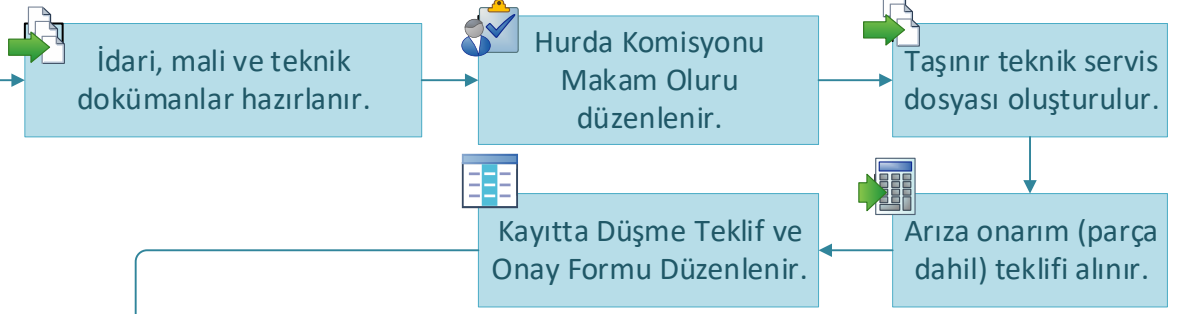 İdari, mali ve teknik
dokümanlar hazırlanır.
Hurda Komisyonu
Makam Oluru
düzenlenir.
Taşınır teknik servis
dosyası oluşturulur.
Arıza onarım (parça
dahil) teklifi alınır.
Kayıtta Düşme Teklif ve
Onay Formu Düzenlenir.